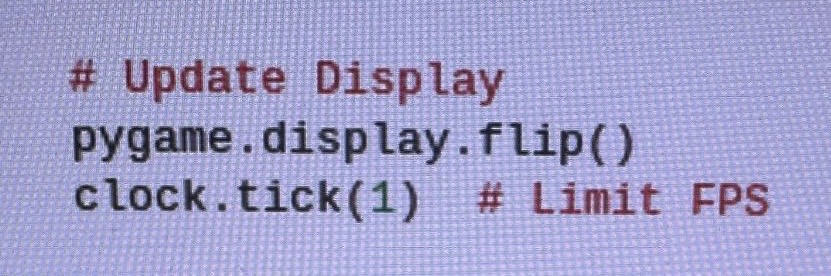 # Update Display
pygame.display.flip()
clock.tick(1)  # Limit FPS